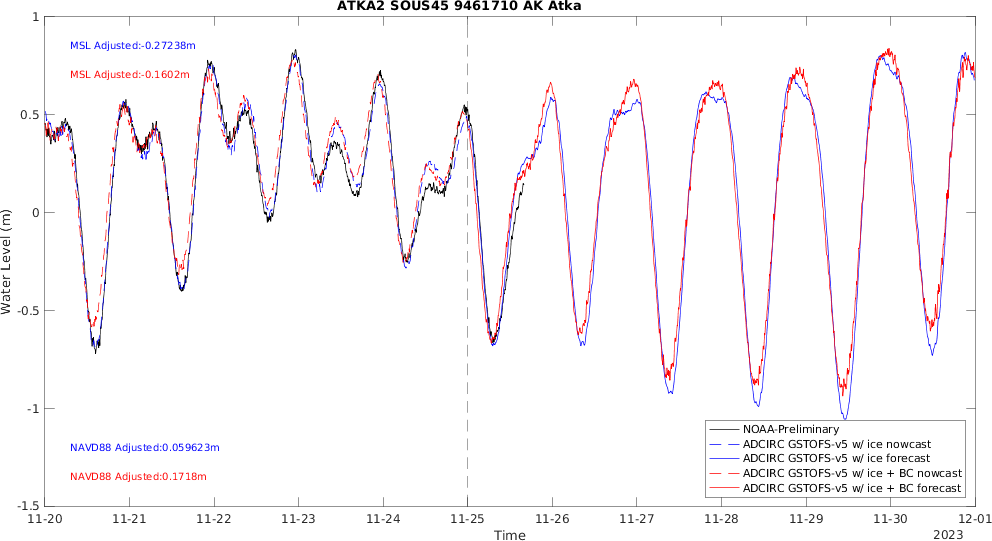 ATKA2 SOUS45 9461710 AK Atka
1
0.5
0
-0.5
-1
-1.5
Water Level (m)
MSL Adjusted:-0.27238m
MSL Adjusted:-0.1602m
NAVD88 Adjusted:0.059623m
NAVD88 Adjusted:0.1718m
NOAA-Preliminary
ADCIRC GSTOFS-v5 w/ ice nowcast
ADCIRC GSTOFS-v5 w/ ice forecast
ADCIRC GSTOFS-v5 w/ ice + BC nowcast
ADCIRC GSTOFS-v5 w/ ice + BC forecast
11-20 11-21 11-22 11-23 11-24 11-25 11-26 11-27 11-28 11-29 11-30 12-01
Time
2023